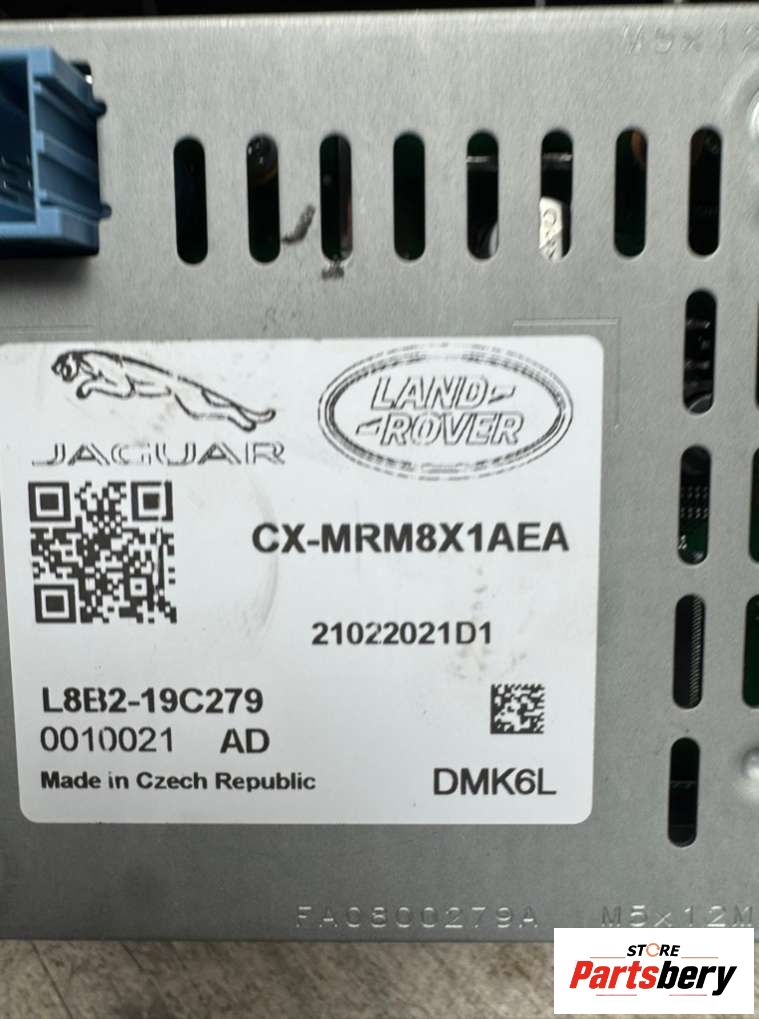 M5x12
JAGUAR
LAND-
-ROVER
CX-MRM8X1AEA
21022021D1
L8B2-19C279
0010021 AD
Made in Czech Republic
DMK6L
FA0800279A M5x12M
STORE
Partsbery